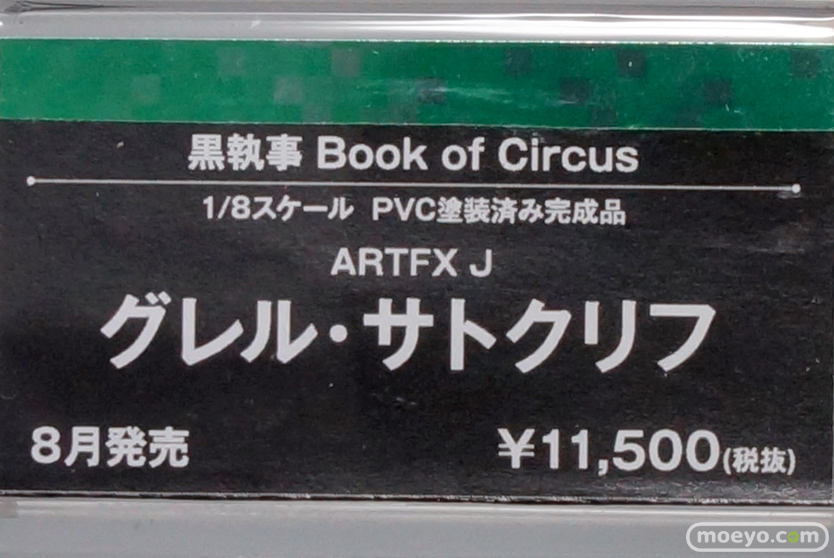 黒執事 Book of Circus
1/8スケール PVC塗装済み完成品
ARTFX J
グレル・サトクリフ
8月発売 ¥11,500(税抜)
moeyo.com